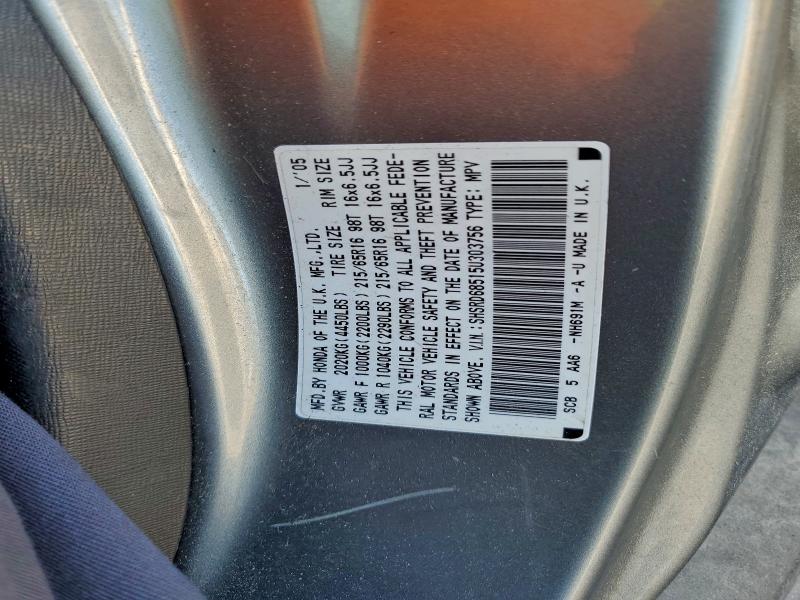 MFD.BY HONDA OF THE U.K. MFG.,LTD. 1/'05
GVWR 2020KG(4450LBS) TIRE SIZE RIM SIZE
GAWR F 1000KG(2200LBS) 215/65R16 98T 16x6.5JJ
GAWR R 1040KG(2290LBS) 215/65R16 98T 16x6.5JJ
THIS VEHICLE CONFORMS TO ALL APPLICABLE FEDE-
RAL MOTOR VEHICLE SAFETY AND THEFT PREVENTION
STANDARDS IN EFFECT ON THE DATE OF MANUFACTURE
SHOWN ABOVE. V.I.N.:SHSRD68515U303756 TYPE: MPV
SCB 5 AA6 -NH691M -A -U MADE IN U.K.